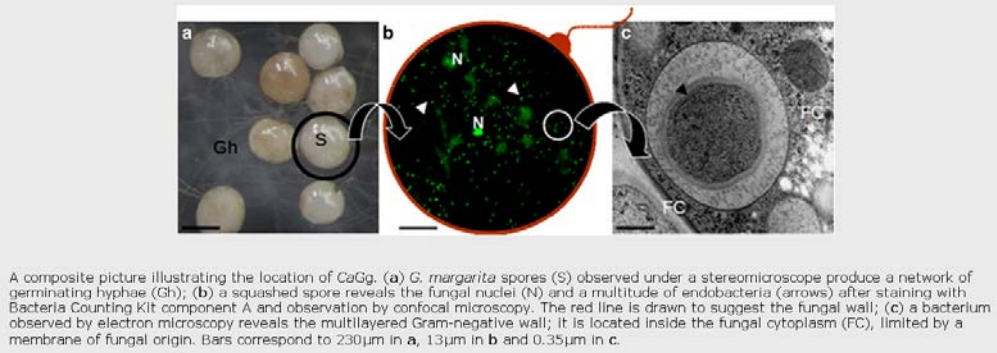 a
b
c
N
N
S
Gh
FC
FC
A composite picture illustrating the location of CaGg. (a) G. margarita spores (S) observed under a stereomicroscope produce a network of
germinating hyphae (Gh); (b) a squashed spore reveals the fungal nuclei (N) and a multitude of endobacteria (arrows) after staining with
Bacteria Counting Kit component A and observation by confocal microscopy. The red line is drawn to suggest the fungal wall; (c) a bacterium
observed by electron microscopy reveals the multilayered Gram-negative wall; it is located inside the fungal cytoplasm (FC), limited by a
membrane of fungal origin. Bars correspond to 230µm in a, 13µm in b and 0.35µm in c.